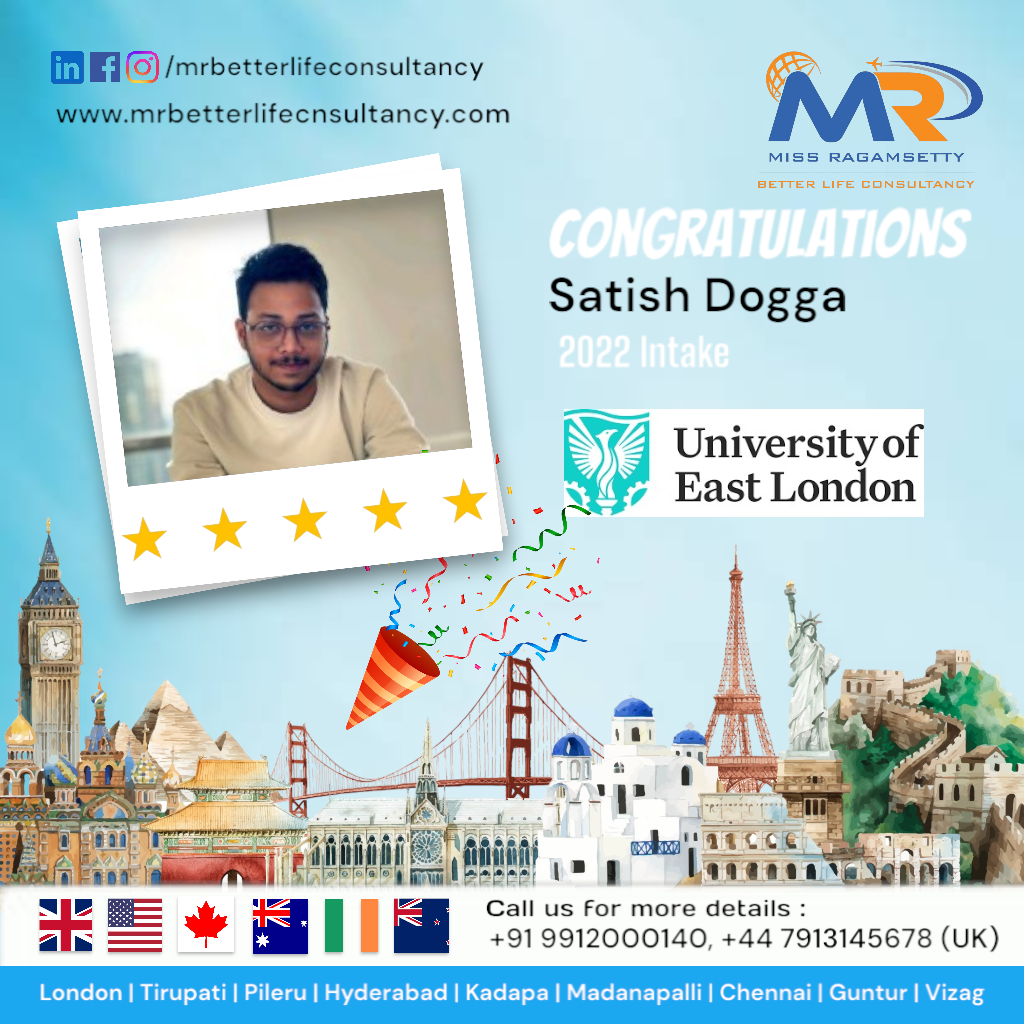 /mrbetterlifeconsultancy
www.mrbetterlifecnsultancy.com
MR
MISS RAGAMSETTY
BETTER LIFE CONSULTANCY
CONGRATULATIONS
Satish Dogga
2022 Intake
University of
East London
Call us for more details :
+91 9912000140, +44 7913145678 (UK)
London | Tirupati | Pileru | Hyderabad | Kadapa | Madanapalli | Chennai | Guntur | Vizag